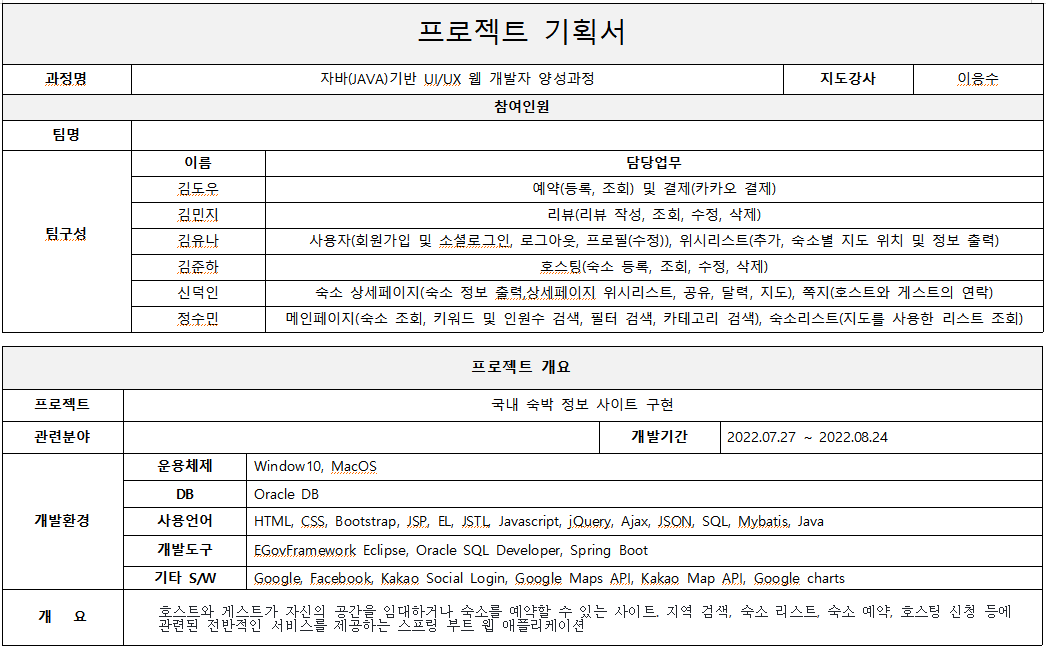 프로젝트 기획서
과정명 자바(JAVA)기반 UI/UX 웹 개발자 양성과정 지도강사 이응수
참여인원
팀명
팀구성 이름 담당업무
김도우 예약(등록, 조회) 및 결제(카카오 결제)
김민지 리뷰(리뷰 작성, 조회, 수정, 삭제)
김유나 사용자(회원가입 및 소셜로그인, 로그아웃, 프로필(수정)), 위시리스트(추가, 숙소별 지도 위치 및 정보 출력)
김준하 호스팅(숙소 등록, 조회, 수정, 삭제)
신덕인 숙소 상세페이지(숙소 정보 출력,상세페이지 위시리스트, 공유, 달력, 지도), 쪽지(호스트와 게스트의 연락)
정수민 메인페이지(숙소 조회, 키워드 및 인원수 검색, 필터 검색, 카테고리 검색), 숙소리스트(지도를 사용한 리스트 조회)
프로젝트 개요
프로젝트 국내 숙박 정보 사이트 구현
관련분야 개발기간 2022.07.27 ~ 2022.08.24
개발환경 운용체제 Window10, MacOS
DB Oracle DB
사용언어 HTML, CSS, Bootstrap, JSP, EL, JSTL, Javascript, jQuery, Ajax, JSON, SQL, Mybatis, Java
개발도구 EGovFramework Eclipse, Oracle SQL Developer, Spring Boot
기타 S/W Google, Facebook, Kakao Social Login, Google Maps API, Kakao Map API, Google charts
개 요 호스트와 게스트가 자신의 공간을 임대하거나 숙소를 예약할 수 있는 사이트. 지역 검색, 숙소 리스트, 숙소 예약, 호스팅 신청 등에
관련된 전반적인 서비스를 제공하는 스프링 부트 웹 애플리케이션